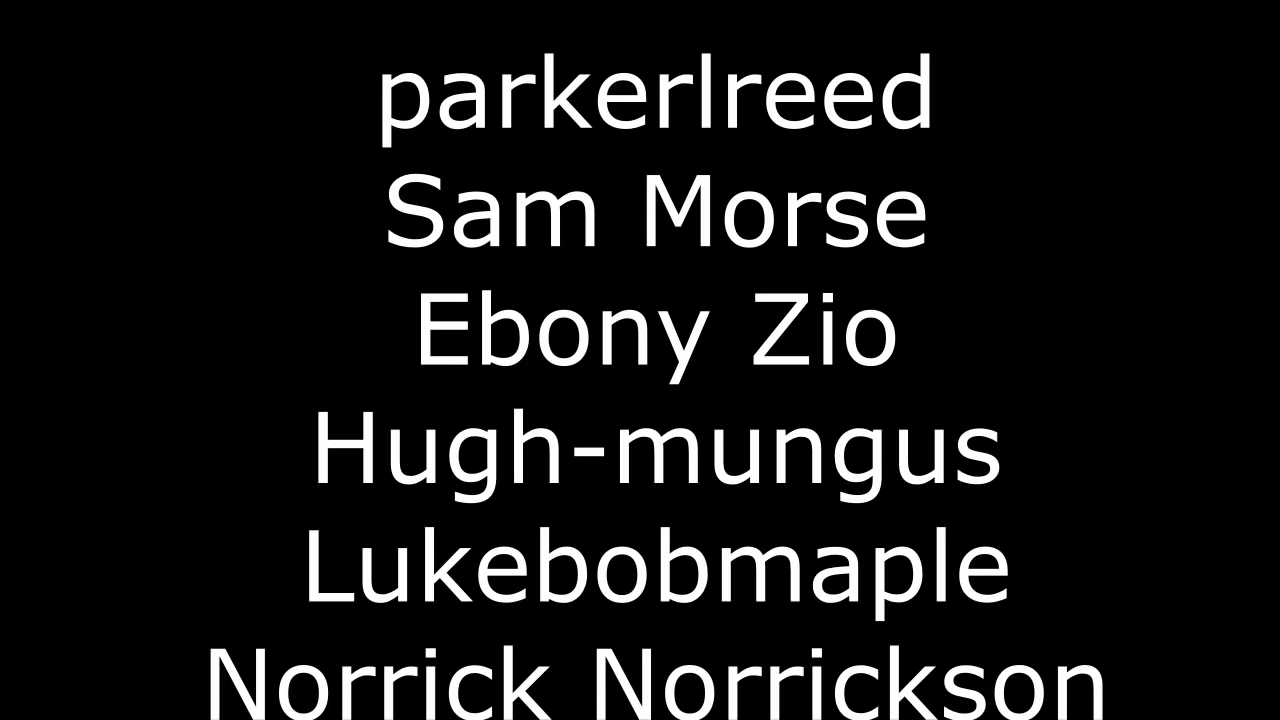 parkerlreed
Sam Morse
Ebony Zio
Hugh-mungus
Lukebobmaple
Norrick Norrickson